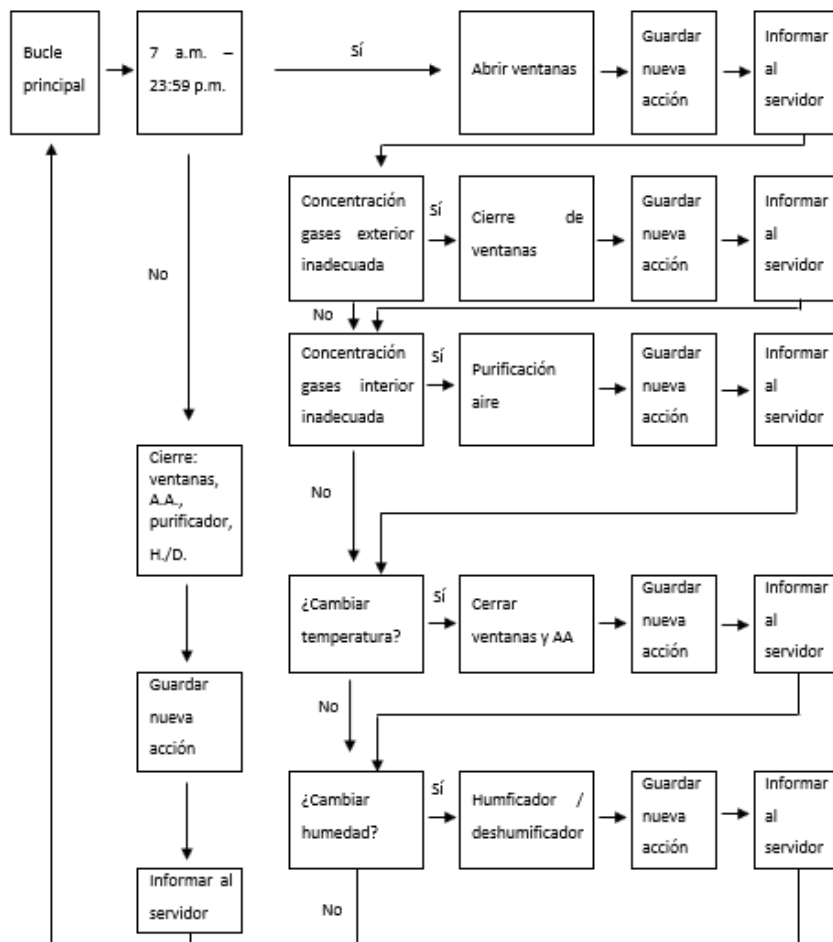 Bucle
principal
7 a.m. –
23:59 p.m.
Sí
Abrir ventanas
Guardar
nueva
acción
Informar
al
servidor
Concentración
gases exterior
inadecuada
Sí
Cierre de
ventanas
Guardar
nueva
acción
Informar
al
servidor
No
No
Concentración
gases interior
inadecuada
Sí
Purificación
aire
Guardar
nueva
acción
Informar
al
servidor
Cierre:
ventanas,
A.A.,
purificador,
H./D.
No
¿Cambiar
temperatura?
Sí
Cerrar
ventanas y AA
Guardar
nueva
acción
Informar
al
servidor
Guardar
nueva
acción
No
¿Cambiar
humedad?
Sí
Humficador /
deshumificador
Guardar
nueva
acción
Informar
al
servidor
Informar al
servidor
No